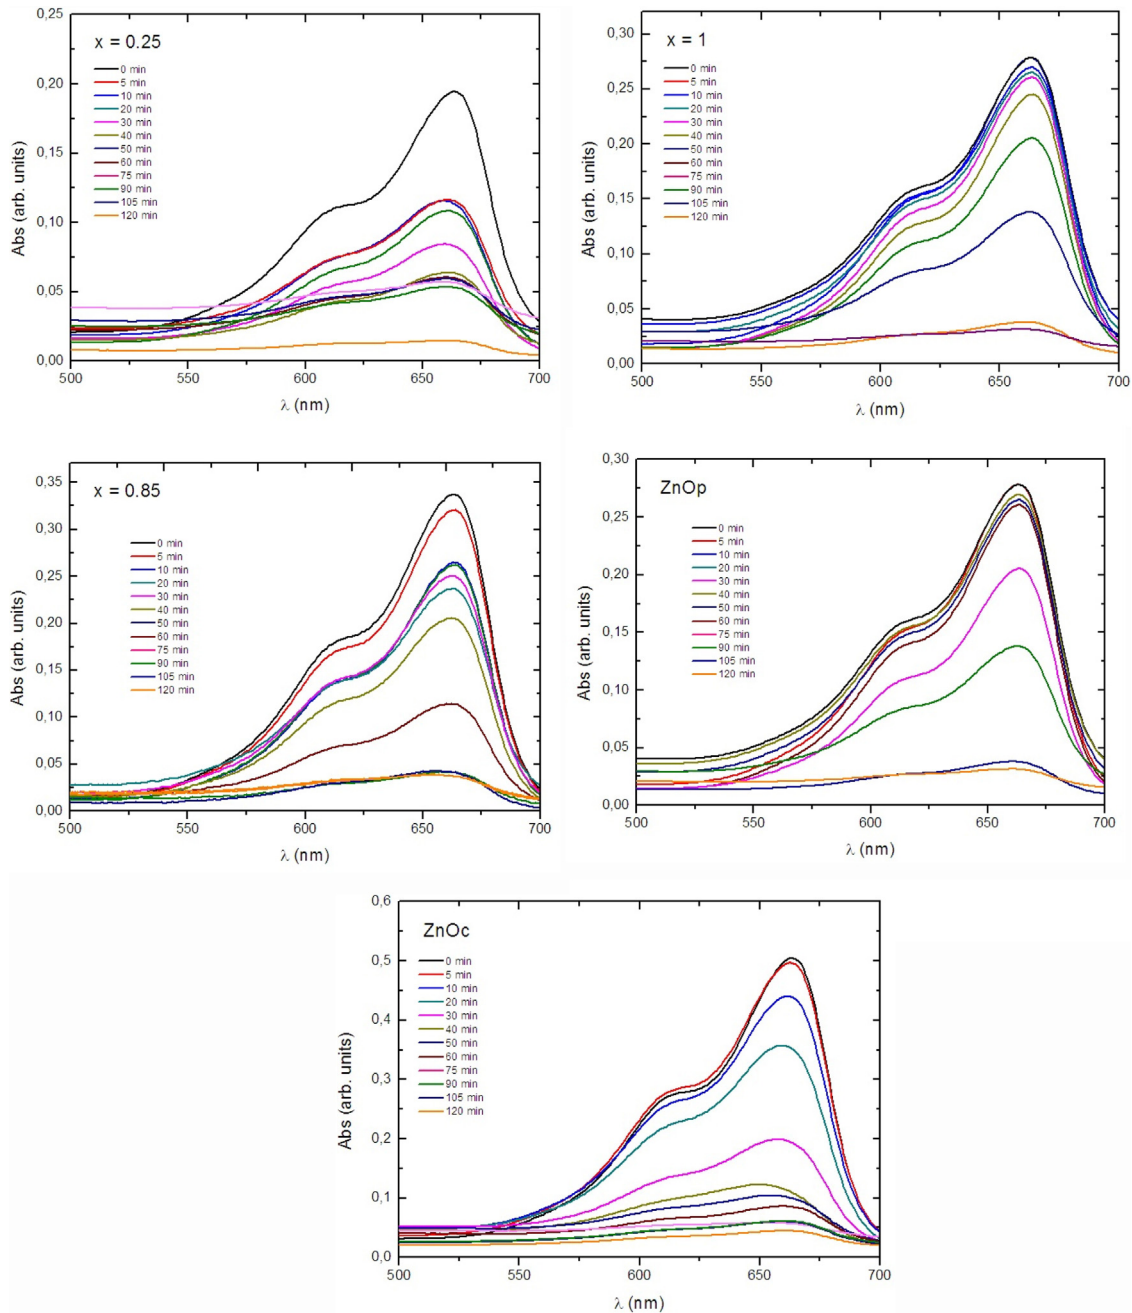 x = 0.25
0 min
5 min
10 min
20 min
30 min
40 min
50 min
60 min
75 min
90 min
105 min
120 min
0,25
0,20
0,15
0,10
0,05
0,00
Abs (arb. units)
500
550
600
650
700
λ (nm)
x = 1
0 min
5 min
10 min
20 min
30 min
40 min
50 min
60 min
75 min
90 min
105 min
120 min
0,30
0,25
0,20
0,15
0,10
0,05
0,00
Abs (arb. units)
500
550
600
650
700
λ (nm)
x = 0.85
0 min
5 min
10 min
20 min
30 min
40 min
50 min
60 min
75 min
90 min
105 min
120 min
0,35
0,30
0,25
0,20
0,15
0,10
0,05
0,00
Abs (arb. units)
500
550
600
650
700
λ (nm)
ZnOp
0 min
5 min
10 min
20 min
30 min
40 min
50 min
60 min
75 min
90 min
105 min
120 min
0,30
0,25
0,20
0,15
0,10
0,05
0,00
Abs (arb. units)
500
550
600
650
700
λ (nm)
ZnOc
0 min
5 min
10 min
20 min
30 min
40 min
50 min
60 min
75 min
90 min
105 min
120 min
0,6
0,5
0,4
0,3
0,2
0,1
0,0
Abs (arb. units)
500
550
600
650
700
λ (nm)